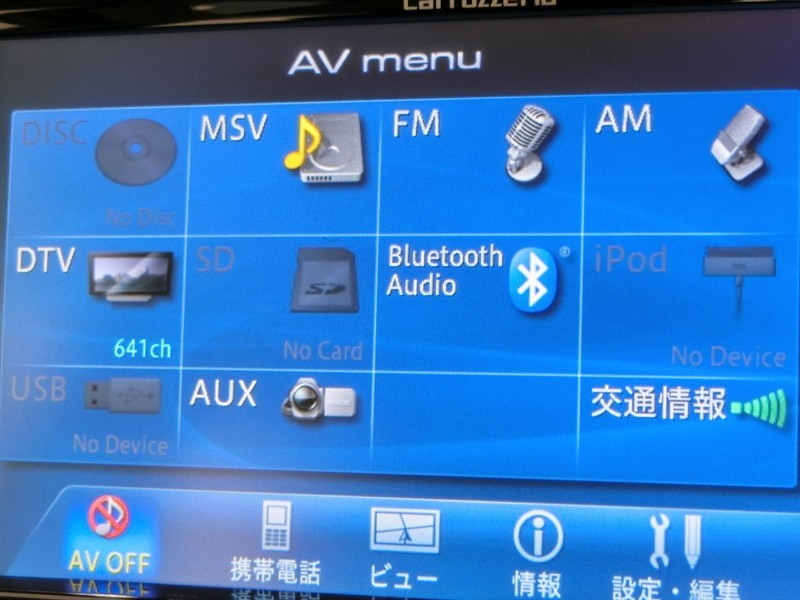 carrozzeria
AV menu
DISC
No Disc
MSV
FM
AM
DTV
641ch
SD
No Card
Bluetooth
Audio
®
iPod
No Device
USB
No Device
AUX
交通情報
AV OFF
携帯電話
ビュー
情報
設定・編集